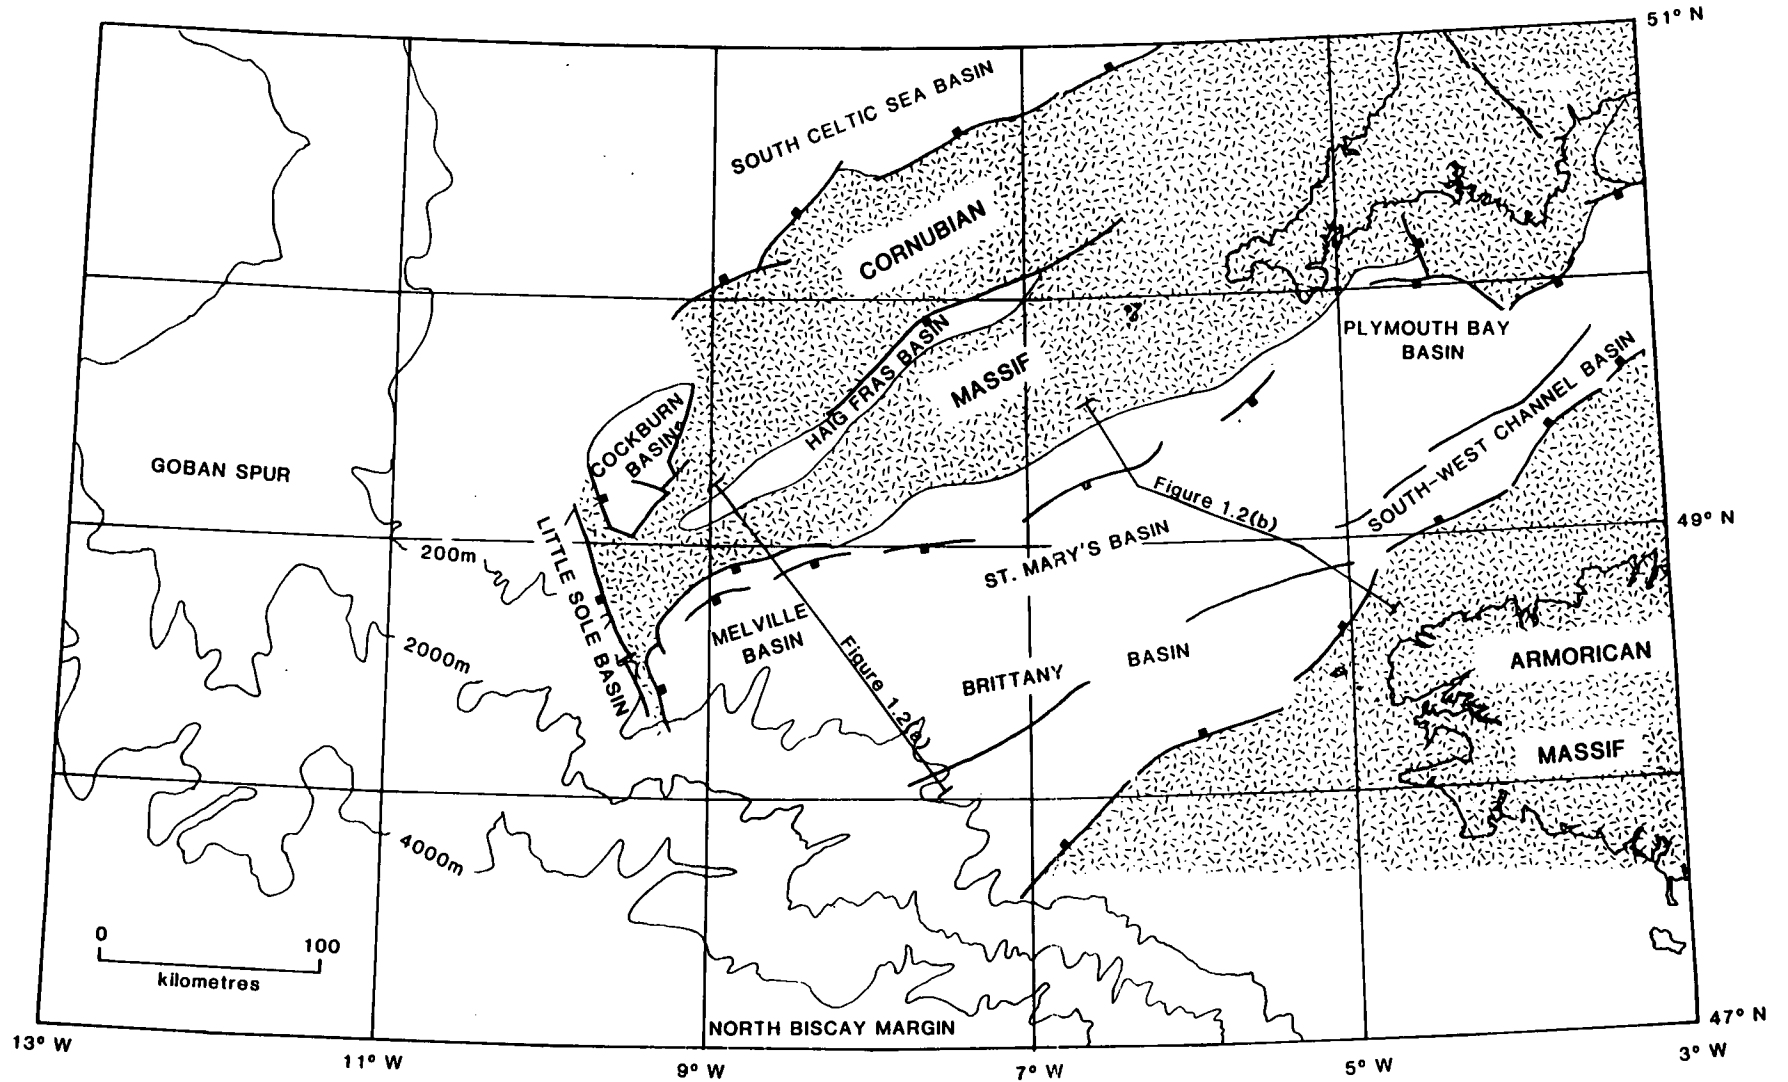 51° N
SOUTH CELTIC SEA BASIN
CORNUBIAN
MASSIF
HAIG FRAS BASIN
PLYMOUTH BAY
BASIN
COCKBURN
BASIN
SOUTH-WEST CHANNEL BASIN
GOBAN SPUR
Figure 1.2(b)
49° N
LITTLE SOLE BASIN
200m
ST. MARY'S BASIN
MELVILLE
BASIN
Figure 1.2(a)
2000m
BRITTANY BASIN
ARMORICAN
MASSIF
4000m
0 100
kilometres
NORTH BISCAY MARGIN
47° N
13° W 11° W 9° W 7° W 5° W 3° W